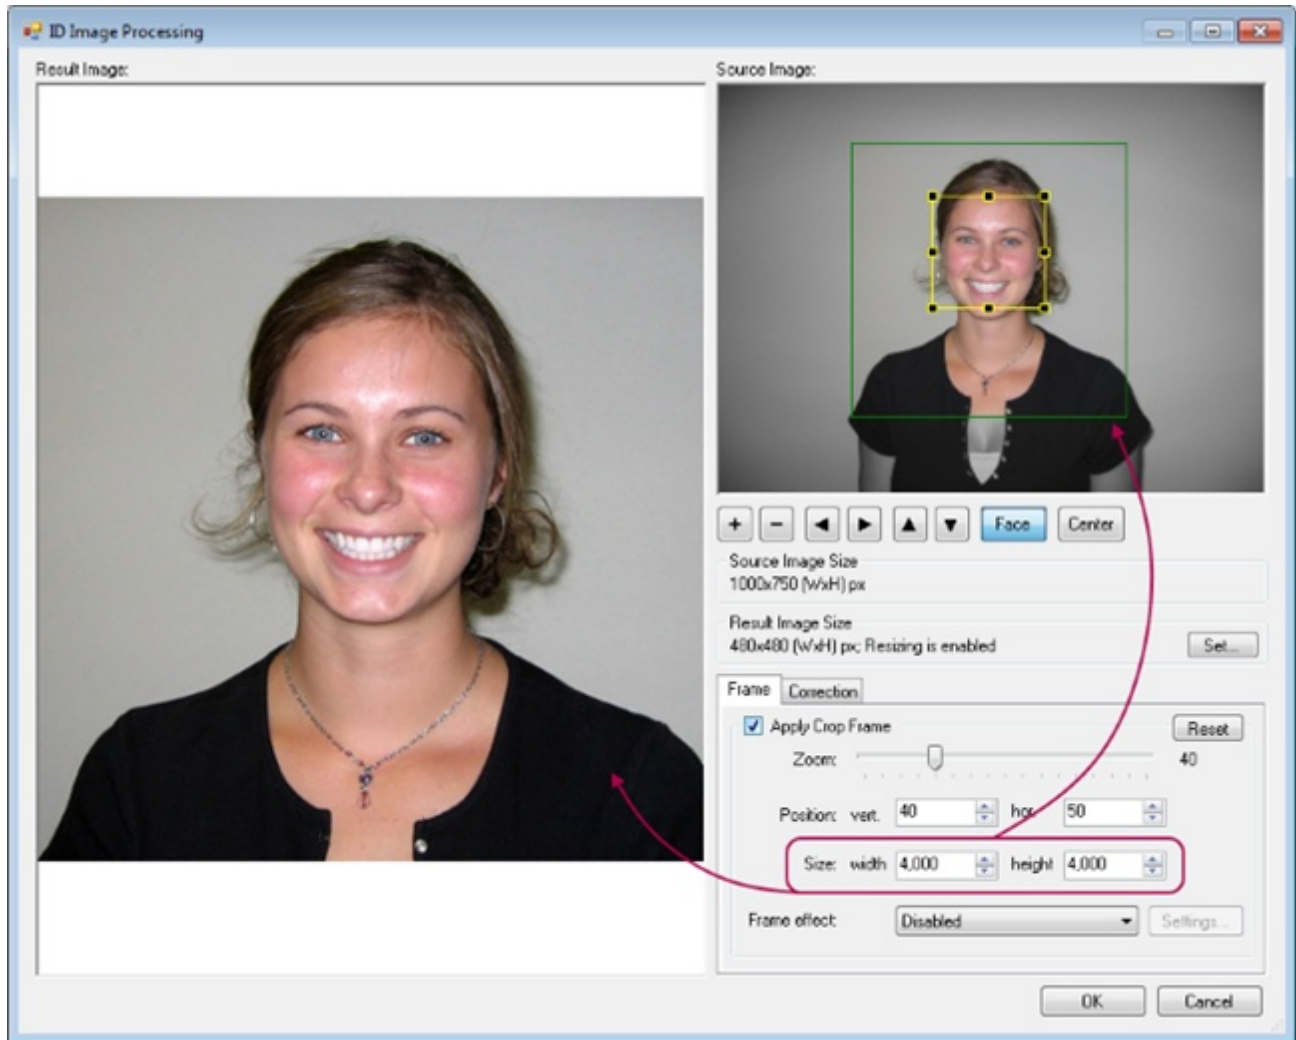 ID Image Processing
Result Image:
Source Image:
+ - Face Center
Source Image Size
1000x750 (WxH) px
Result Image Size
480x480 (WxH) px; Resizing is enabled
Set...
Frame Correction
Apply Crop Frame
Reset
Zoom: 40
Position: vert. 40 hor. 50
Size: width 4,000 height 4,000
Frame effect: Disabled Settings...
OK Cancel